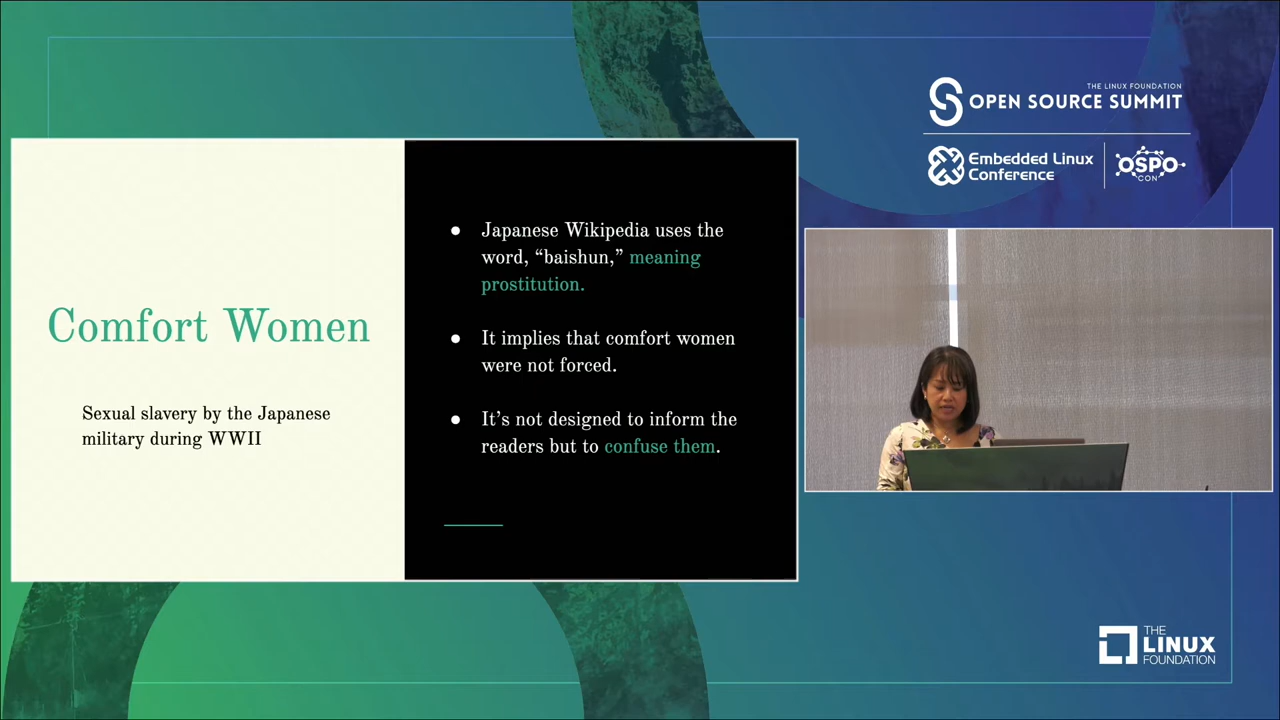 THE LINUX FOUNDATION
OPEN SOURCE SUMMIT
Embedded Linux
Conference
OSPO
CON
Comfort Women
Sexual slavery by the Japanese
military during WWII
● Japanese Wikipedia uses the
word, “baishun,” meaning
prostitution.
● It implies that comfort women
were not forced.
● It’s not designed to inform the
readers but to confuse them.
THE
LINUX
FOUNDATION